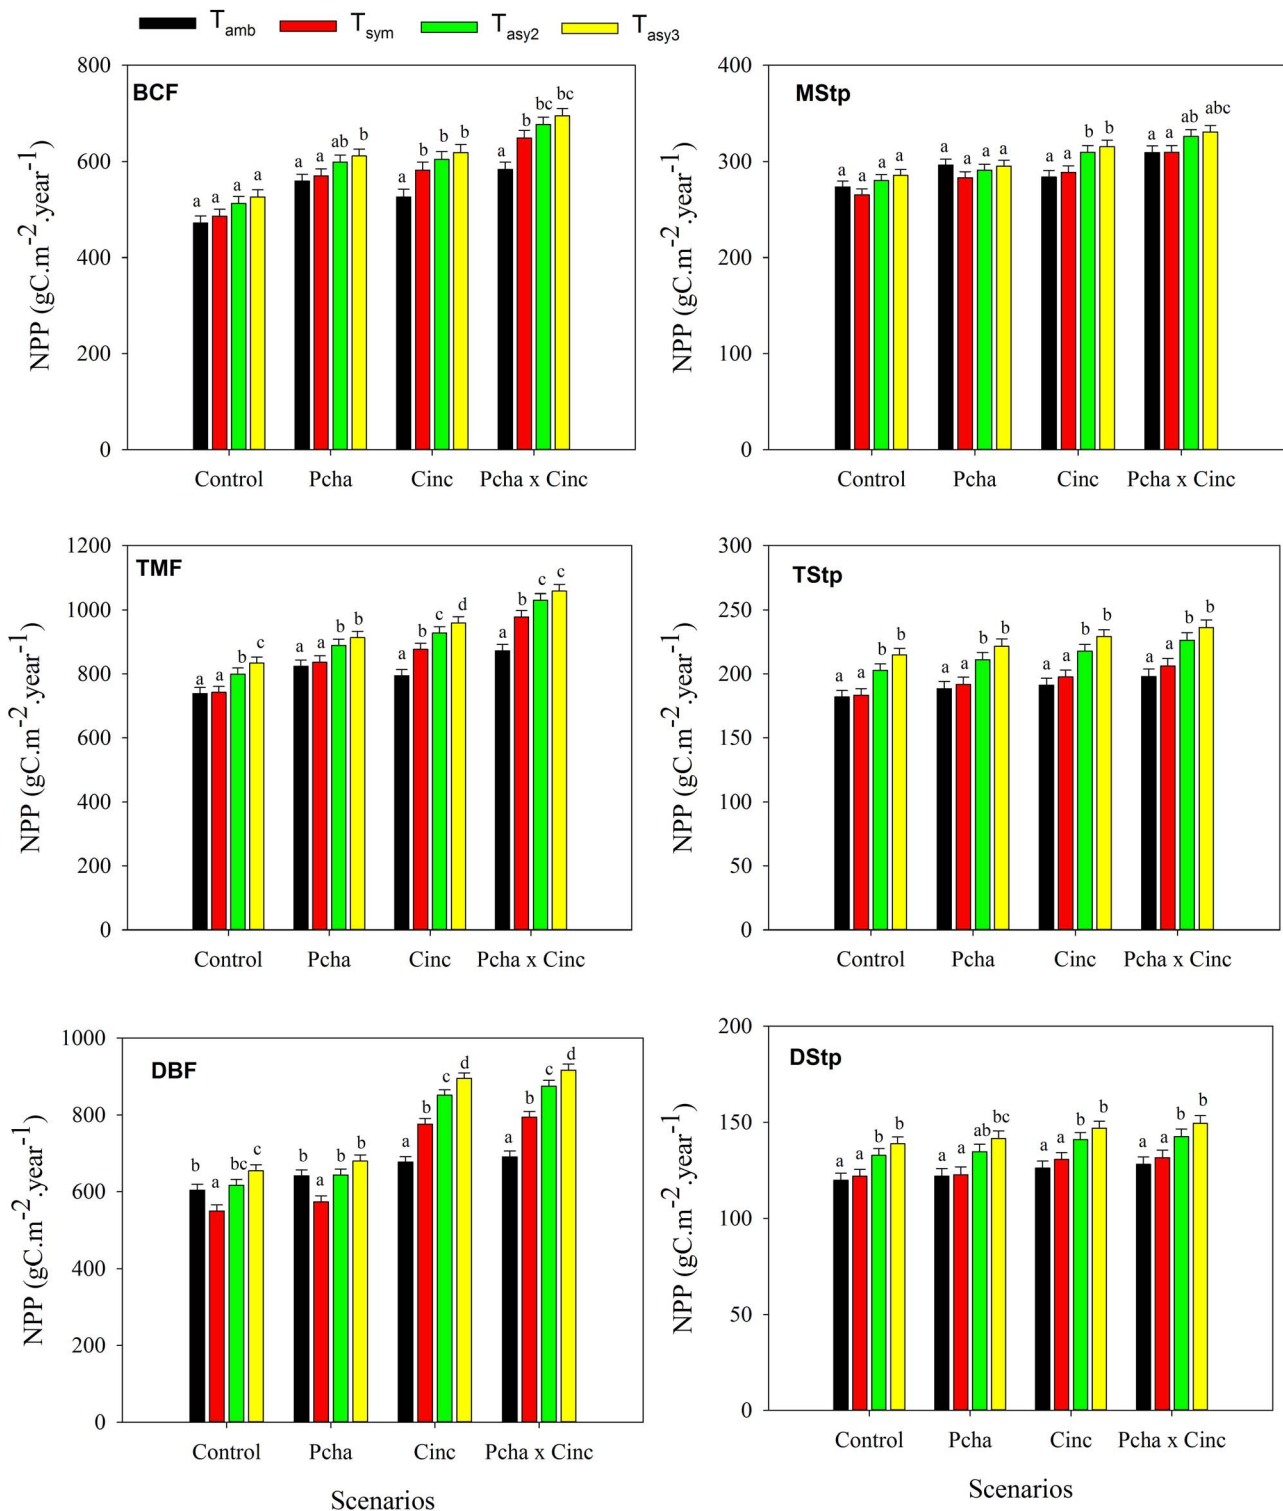 T_amb T_sym T_asy2 T_asy3
BCF
NPP (gC.m^-2.year^-1)
800
600
400
200
0
a a a a
a a ab b
a b b b
a b bc bc
Control Pcha Cinc Pcha x Cinc
MStp
NPP (gC.m^-2.year^-1)
400
300
200
100
0
a a a a
a a a a
a a b b
a a ab abc
Control Pcha Cinc Pcha x Cinc
TMF
NPP (gC.m^-2.year^-1)
1200
1000
800
600
400
200
0
a a b c
a a b b
a b c d
a b c c
Control Pcha Cinc Pcha x Cinc
TStp
NPP (gC.m^-2.year^-1)
300
250
200
150
100
50
0
a a b b
a a b b
a a b b
a a b b
Control Pcha Cinc Pcha x Cinc
DBF
NPP (gC.m^-2.year^-1)
1000
800
600
400
200
0
b a bc c
b a b b
a b c d
a b c d
Control Pcha Cinc Pcha x Cinc
Scenarios
DStp
NPP (gC.m^-2.year^-1)
200
150
100
50
0
a a b b
a a ab bc
a a b b
a a b b
Control Pcha Cinc Pcha x Cinc
Scenarios